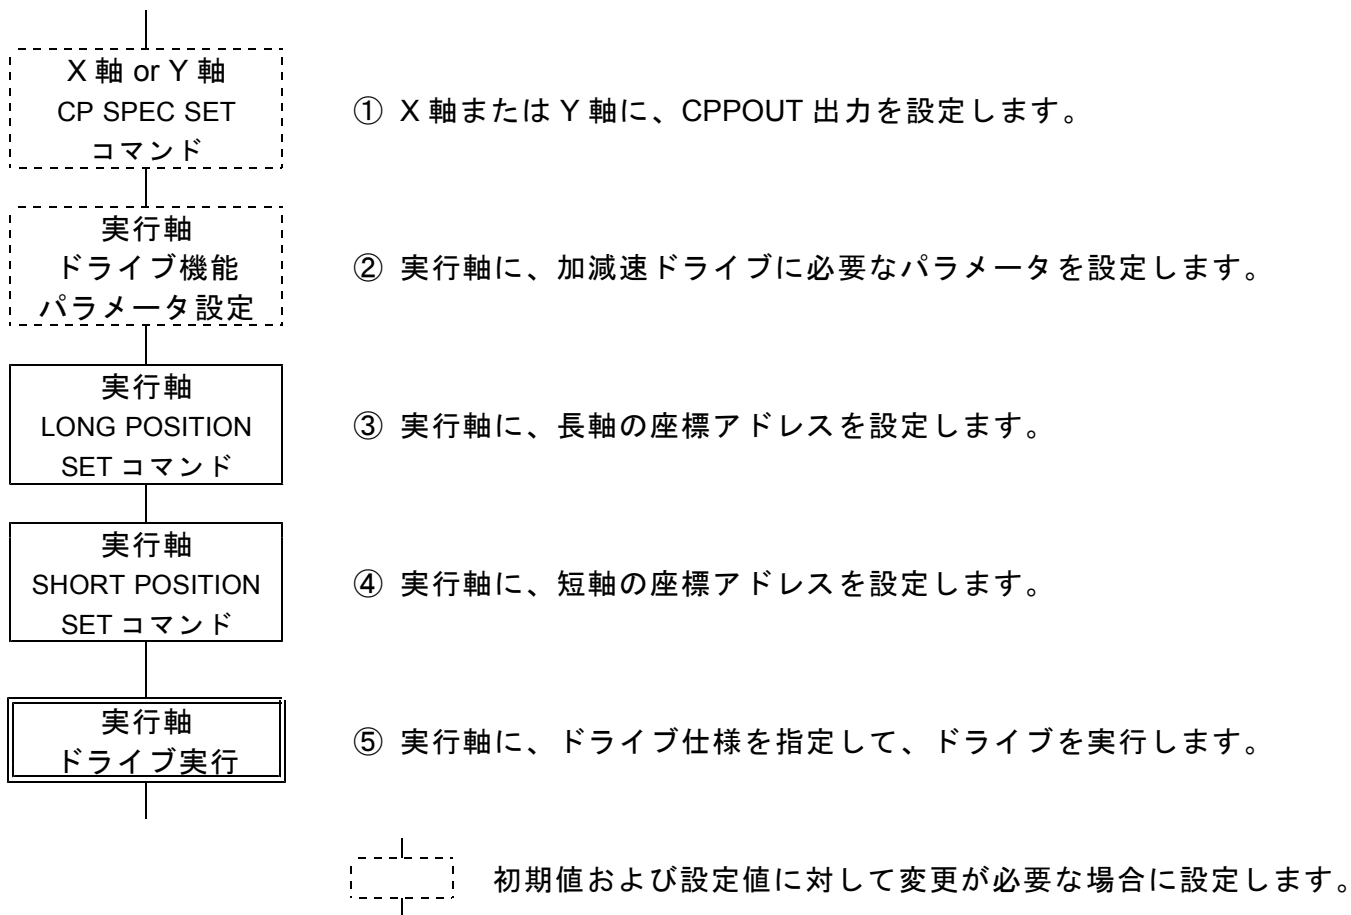 X 軸 or Y 軸
CP SPEC SET
コマンド
① X 軸または Y 軸に、CPPOUT 出力を設定します。
実行軸
ドライブ機能
パラメータ設定
② 実行軸に、加減速ドライブに必要なパラメータを設定します。
実行軸
LONG POSITION
SET コマンド
③ 実行軸に、長軸の座標アドレスを設定します。
実行軸
SHORT POSITION
SET コマンド
④ 実行軸に、短軸の座標アドレスを設定します。
実行軸
ドライブ実行
⑤ 実行軸に、ドライブ仕様を指定して、ドライブを実行します。
初期値および設定値に対して変更が必要な場合に設定します。